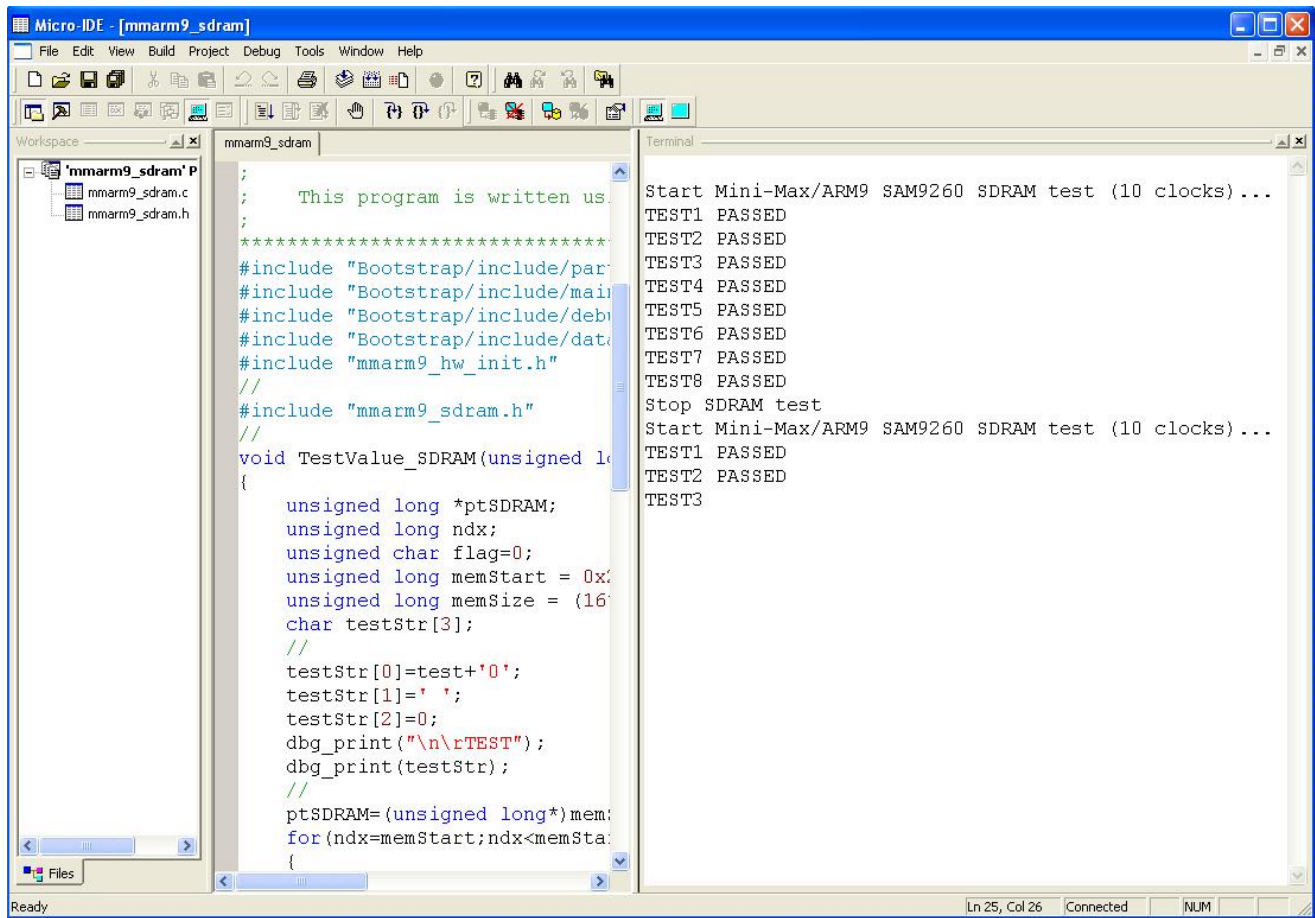 Micro-IDE - [mmarm9_sdram]
File Edit View Build Project Debug Tools Window Help
Workspace
'mmarm9_sdram' P
mmarm9_sdram.c
mmarm9_sdram.h
Files
mmarm9_sdram
;
; This program is written us
;
*******************************
#include "Bootstrap/include/par
#include "Bootstrap/include/main
#include "Bootstrap/include/deb
#include "Bootstrap/include/dat
#include "mmarm9_hw_init.h"
//
#include "mmarm9_sdram.h"
//
void TestValue_SDRAM(unsigned l
{
unsigned long *ptSDRAM;
unsigned long ndx;
unsigned char flag=0;
unsigned long memStart = 0x
unsigned long memSize = (16
char testStr[3];
//
testStr[0]=test+'0';
testStr[1]=' ';
testStr[2]=0;
dbg_print("\n\rTEST");
dbg_print(testStr);
//
ptSDRAM=(unsigned long*)mem
for(ndx=memStart;ndx<memSta
{
Terminal
Start Mini-Max/ARM9 SAM9260 SDRAM test (10 clocks)...
TEST1 PASSED
TEST2 PASSED
TEST3 PASSED
TEST4 PASSED
TEST5 PASSED
TEST6 PASSED
TEST7 PASSED
TEST8 PASSED
Stop SDRAM test
Start Mini-Max/ARM9 SAM9260 SDRAM test (10 clocks)...
TEST1 PASSED
TEST2 PASSED
TEST3
Ready
Ln 25, Col 26 Connected NUM